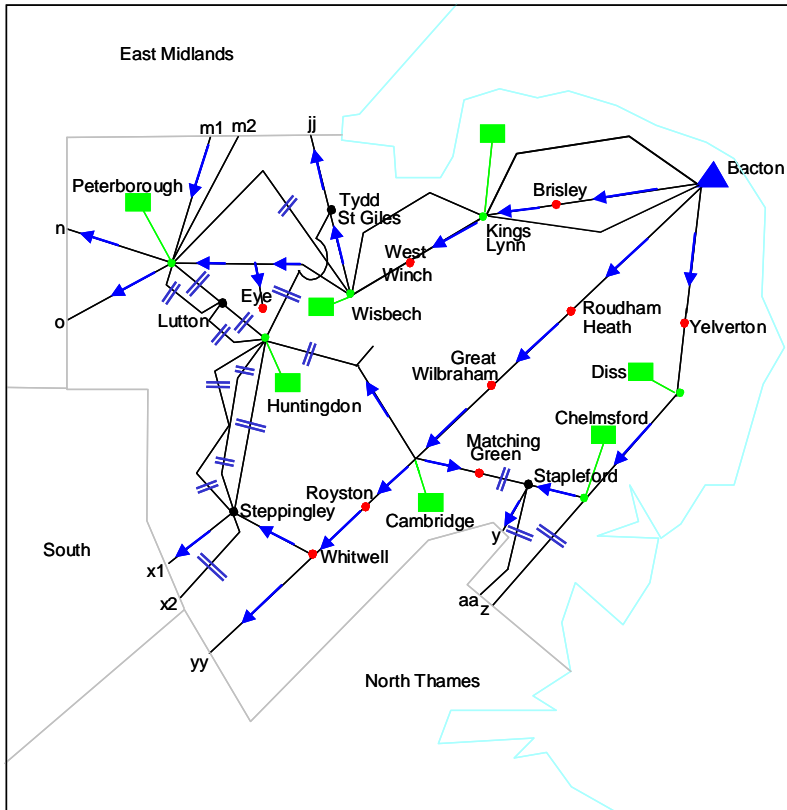 East Midlands
m1 m2
jj
Bacton
Peterborough
Brisley
Tydd
St Giles
n
Kings
Lynn
West
Winch
Eye
Wisbech
Lutton
o
Roudham
Heath
Yelverton
Great
Wilbraham
Diss
Huntingdon
Chelmsford
Matching
Green
Stapleford
Royston
Steppingley
Cambridge
y
South
Whitwell
x1
x2
aa
z
yy
North Thames